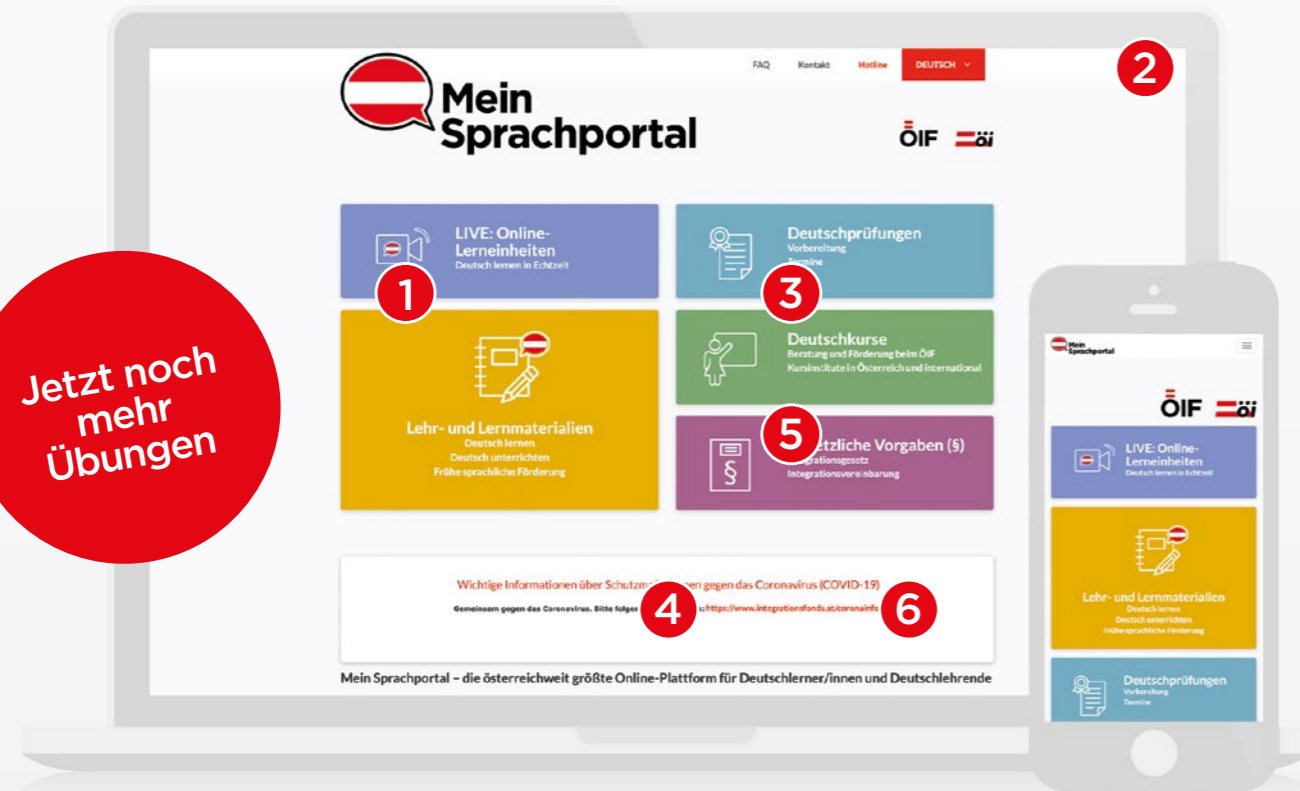 FAQ Kontakt Hotline DEUTSCH
2
Mein
Sprachportal
ÖIF öi
LIVE: Online-
Lerneinheiten
Deutsch lernen in Echtzeit
1
Deutschprüfungen
Vorbereitung
Termine
3
Deutschkurse
Beratung und Förderung beim ÖIF
Kursinstitute in Österreich und international
Lehr- und Lernmaterialien
Deutsch lernen
Deutsch unterrichten
Frühe sprachliche Förderung
5
Vorgaben (§)
§
Integrationsvereinbarung
Wichtige Informationen über gegen das Coronavirus (COVID-19)
Gemeinsam gegen das Coronavirus. Bitte https://www.integrationsfonds.at/coronainfo
4
6
Mein Sprachportal – die österreichweit größte Online-Plattform für Deutschlerner/innen und Deutschlehrende
Jetzt noch
mehr
Übungen
Mein
Sprachportal
ÖIF öi
LIVE: Online-
Lerneinheiten
Deutsch lernen in Echtzeit
Lehr- und Lernmaterialien
Deutsch lernen
Deutsch unterrichten
Frühe sprachliche Förderung
Deutschprüfungen
Vorbereitung
Termine